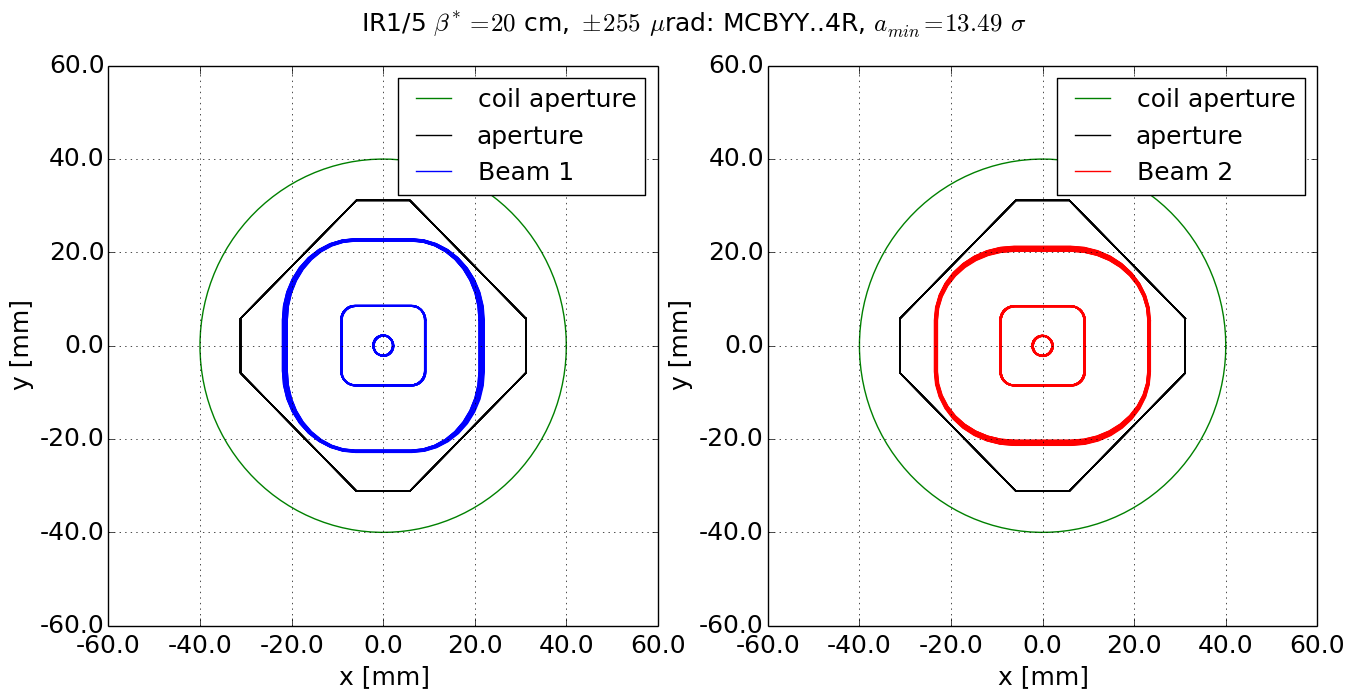 IR1/5 β* =20 cm, ±255 μrad: MCBYY..4R, a_min=13.49 σ
60.0
40.0
20.0
0.0
-20.0
-40.0
-60.0
y [mm]
coil aperture
aperture
Beam 1
-60.0 -40.0 -20.0 0.0 20.0 40.0 60.0
x [mm]
60.0
40.0
20.0
0.0
-20.0
-40.0
-60.0
y [mm]
coil aperture
aperture
Beam 2
-60.0 -40.0 -20.0 0.0 20.0 40.0 60.0
x [mm]